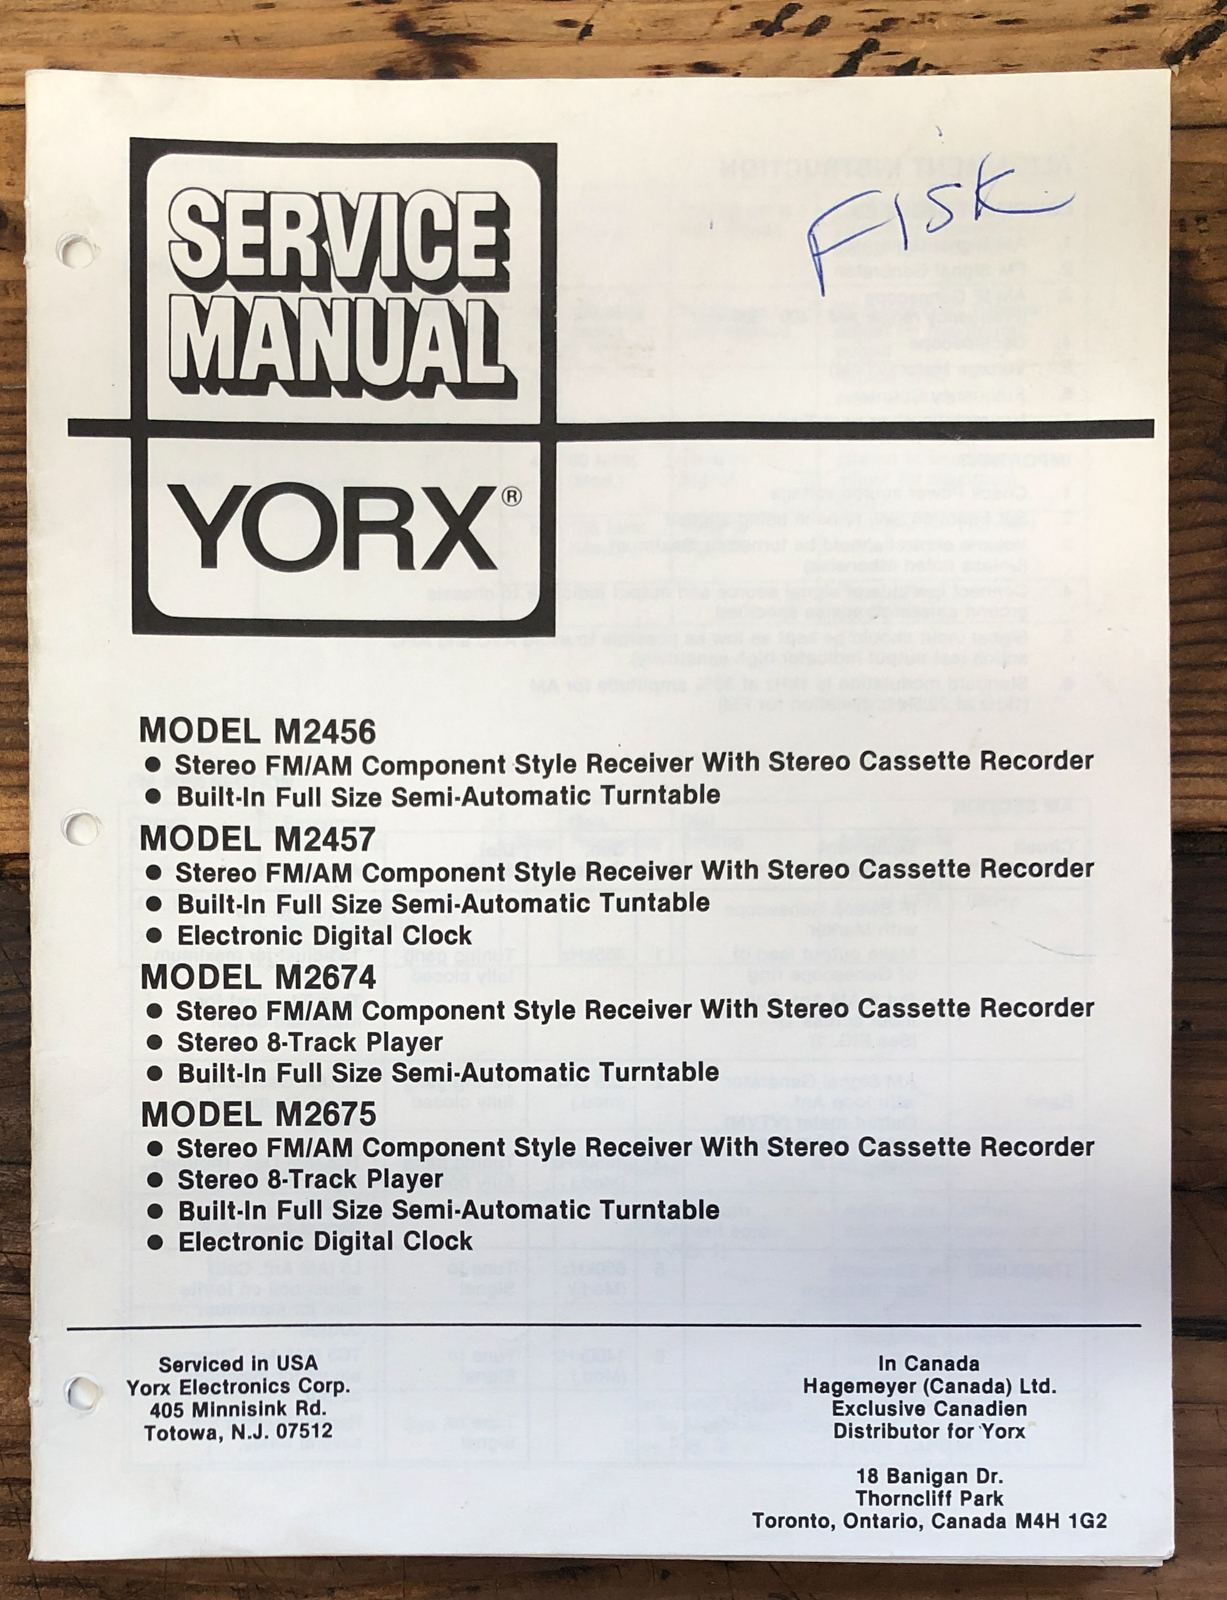 Fisk
SERVICE
MANUAL
YORX®
MODEL M2456
● Stereo FM/AM Component Style Receiver With Stereo Cassette Recorder
● Built-In Full Size Semi-Automatic Turntable
MODEL M2457
● Stereo FM/AM Component Style Receiver With Stereo Cassette Recorder
● Built-In Full Size Semi-Automatic Tuntable
● Electronic Digital Clock
MODEL M2674
● Stereo FM/AM Component Style Receiver With Stereo Cassette Recorder
● Stereo 8-Track Player
● Built-In Full Size Semi-Automatic Turntable
MODEL M2675
● Stereo FM/AM Component Style Receiver With Stereo Cassette Recorder
● Stereo 8-Track Player
● Built-In Full Size Semi-Automatic Turntable
● Electronic Digital Clock
Serviced in USA
Yorx Electronics Corp.
405 Minnisink Rd.
Totowa, N.J. 07512
In Canada
Hagemeyer (Canada) Ltd.
Exclusive Canadien
Distributor for Yorx
18 Banigan Dr.
Thorncliff Park
Toronto, Ontario, Canada M4H 1G2